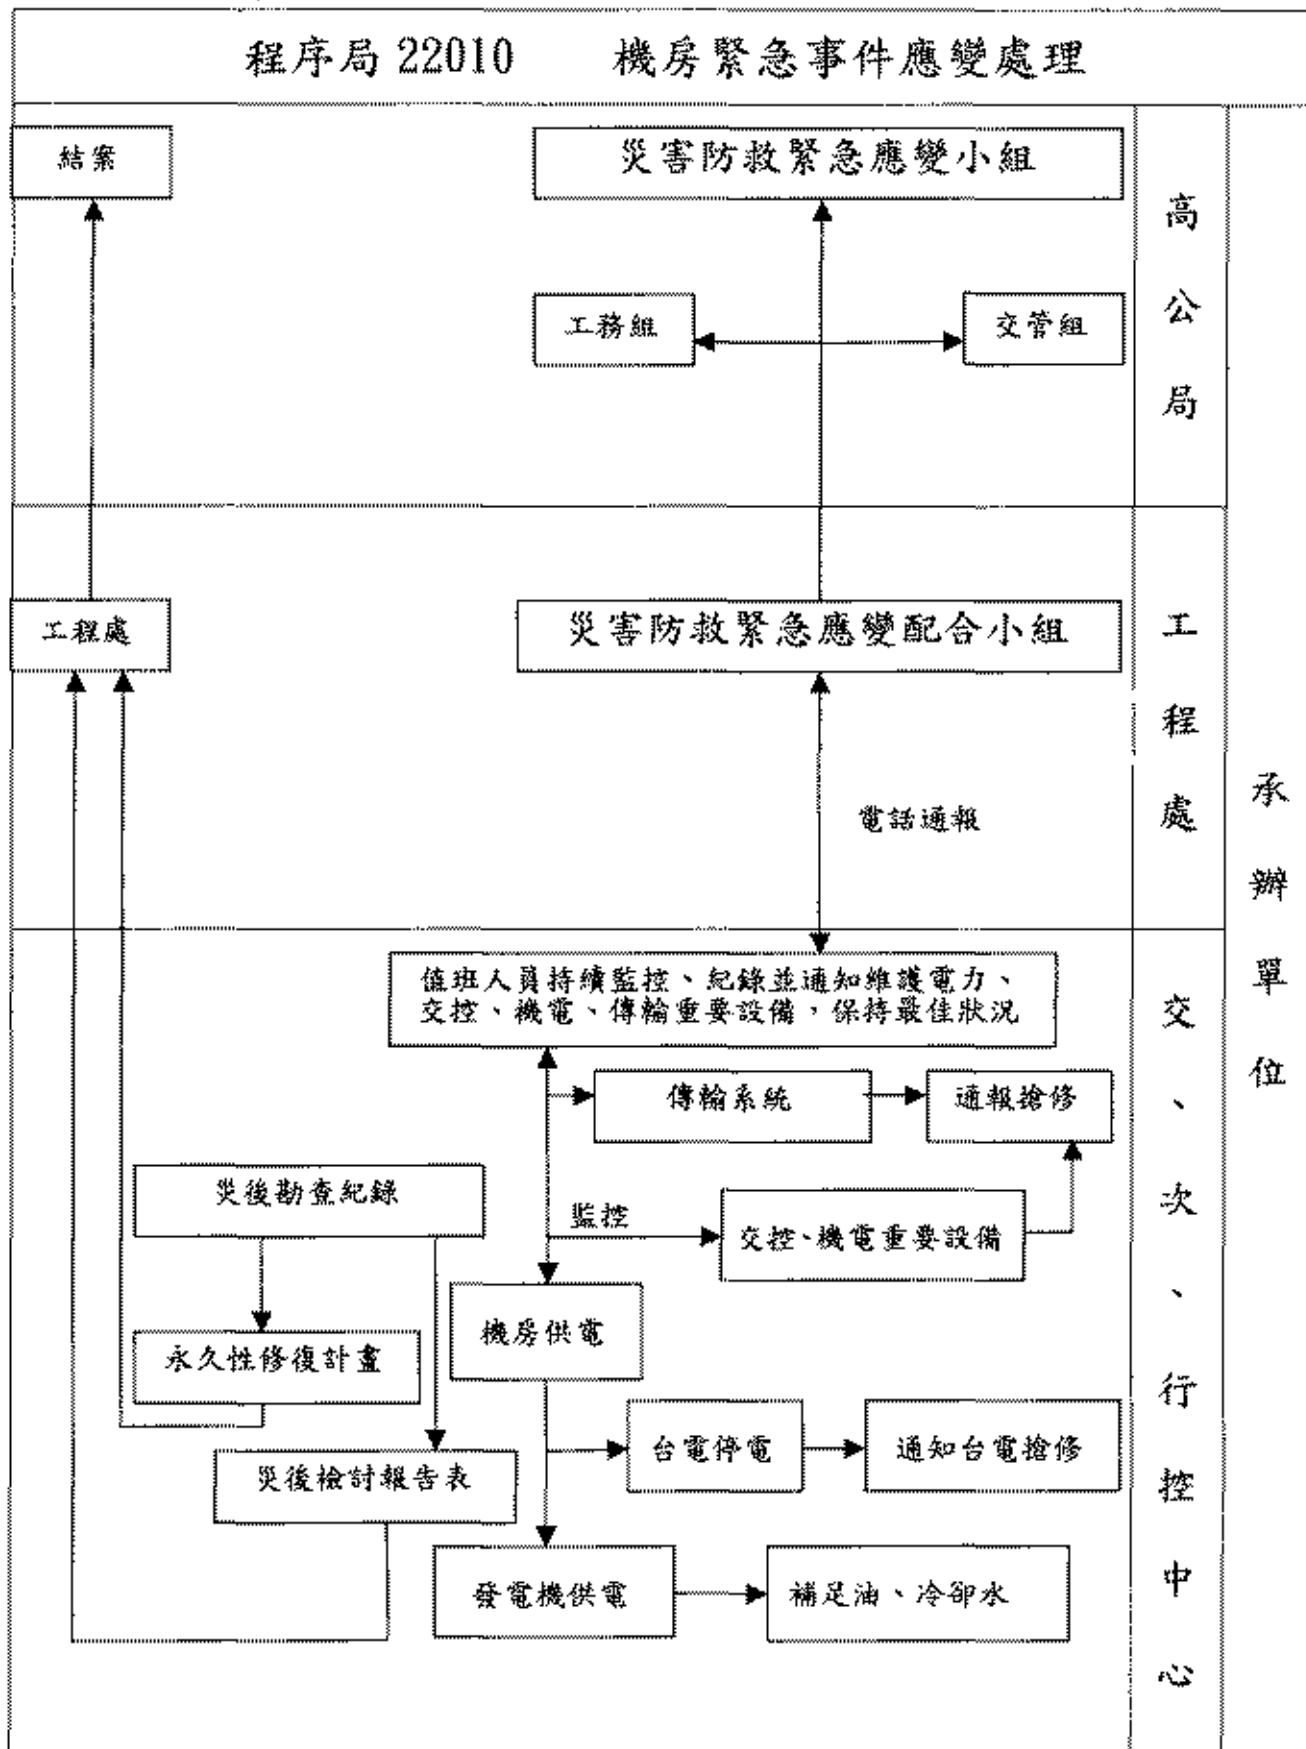 程序局 22010 機房緊急事件應變處理
結案
災害防救緊急應變小組
工務組
交管組
高公局
工程處
災害防救緊急應變配合小組
工程處
電話通報
承辦單位
值班人員持續監控、紀錄並通知維護電力、
交控、機電、傳輸重要設備,保持最佳狀況
傳輸系統
通報搶修
災後勘查紀錄
監控
交控、機電重要設備
機房供電
永久性修復計畫
台電停電
通知台電搶修
災後檢討報告表
發電機供電
補足油、冷卻水
交、次、行控中心